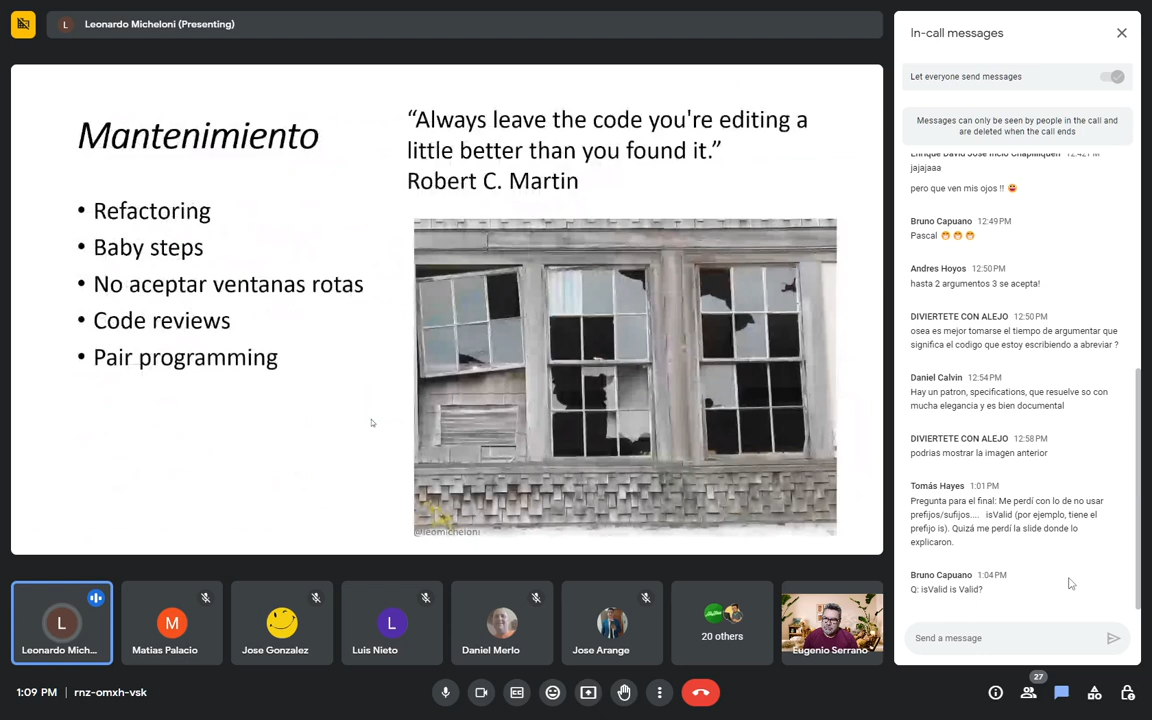 L
Leonardo Micheloni (Presenting)
Mantenimiento
• Refactoring
• Baby steps
• No aceptar ventanas rotas
• Code reviews
• Pair programming
“Always leave the code you're editing a
little better than you found it.”
Robert C. Martin
@leomicheloni
L
Leonardo Mich...
M
Matias Palacio
Jose Gonzalez
L
Luis Nieto
Daniel Merlo
Jose Arange
20 others
Eugenio Serrano
1:09 PM | rnz-omxh-vsk
27
In-call messages
Let everyone send messages
Messages can only be seen by people in the call and
are deleted when the call ends
jajajaaa
pero que ven mis ojos !!
Bruno Capuano 12:49 PM
Pascal
Andres Hoyos 12:50 PM
hasta 2 argumentos 3 se acepta!
DIVIERTETE CON ALEJO 12:50 PM
osea es mejor tomarse el tiempo de argumentar que
significa el codigo que estoy escribiendo a abreviar ?
Daniel Calvin 12:54 PM
Hay un patron, specifications, que resuelve so con
mucha elegancia y es bien documental
DIVIERTETE CON ALEJO 12:58 PM
podrias mostrar la imagen anterior
Tomás Hayes 1:01 PM
Pregunta para el final: Me perdí con lo de no usar
prefijos/sufijos.... isValid (por ejemplo, tiene el
prefijo is). Quizá me perdí la slide donde lo
explicaron.
Bruno Capuano 1:04 PM
Q: isValid is Valid?
Send a message